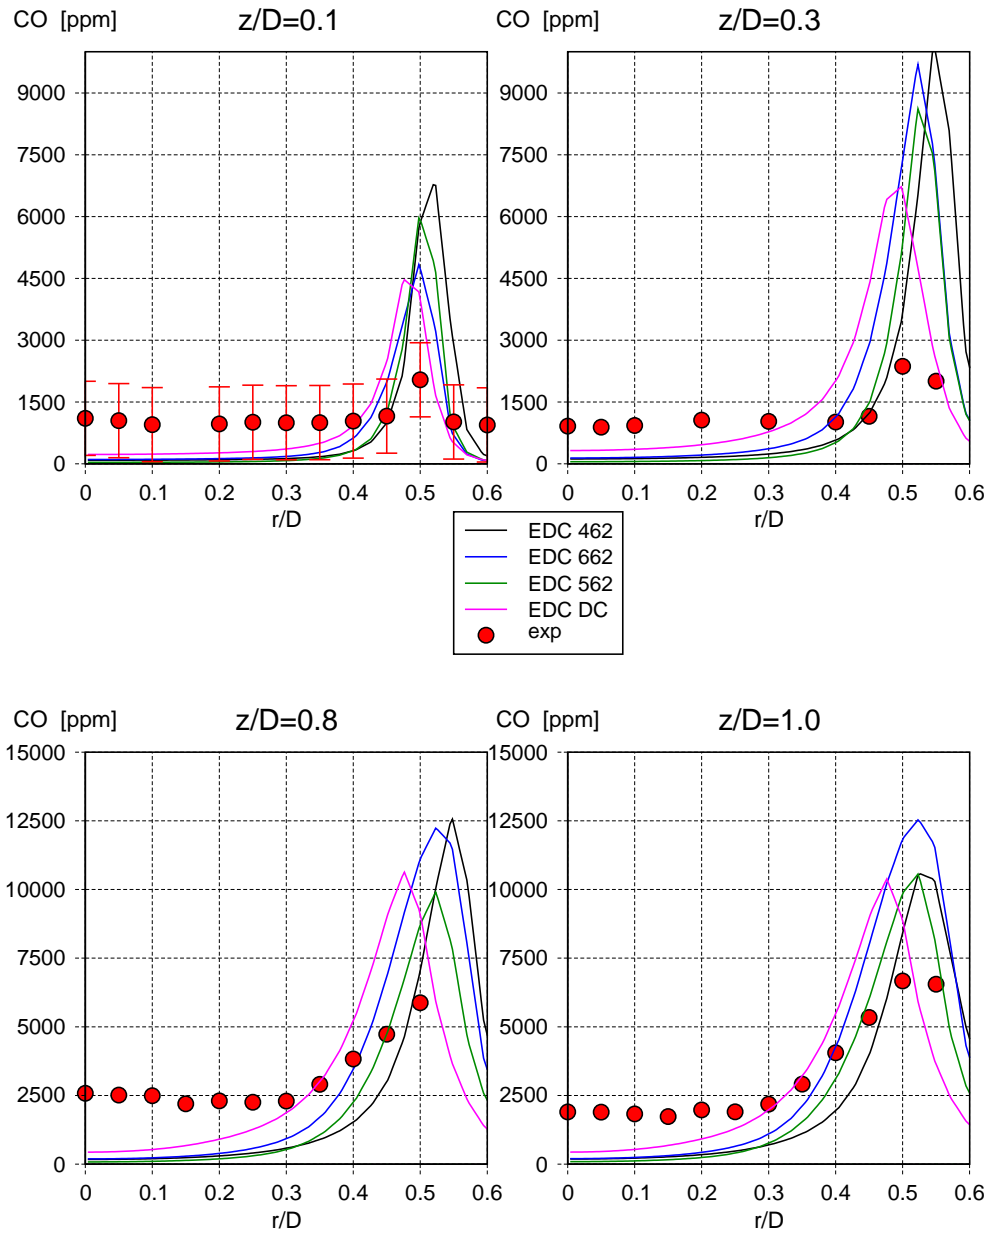 CO [ppm] z/D=0.1 CO [ppm] z/D=0.3
9000 9000
7500 7500
6000 6000
4500 4500
3000 3000
1500 1500
0 0
0 0.1 0.2 0.3 0.4 0.5 0.6 0 0.1 0.2 0.3 0.4 0.5 0.6
r/D r/D
EDC 462
EDC 662
EDC 562
EDC DC
exp
CO [ppm] z/D=0.8 CO [ppm] z/D=1.0
15000 15000
12500 12500
10000 10000
7500 7500
5000 5000
2500 2500
0 0
0 0.1 0.2 0.3 0.4 0.5 0.6 0 0.1 0.2 0.3 0.4 0.5 0.6
r/D r/D